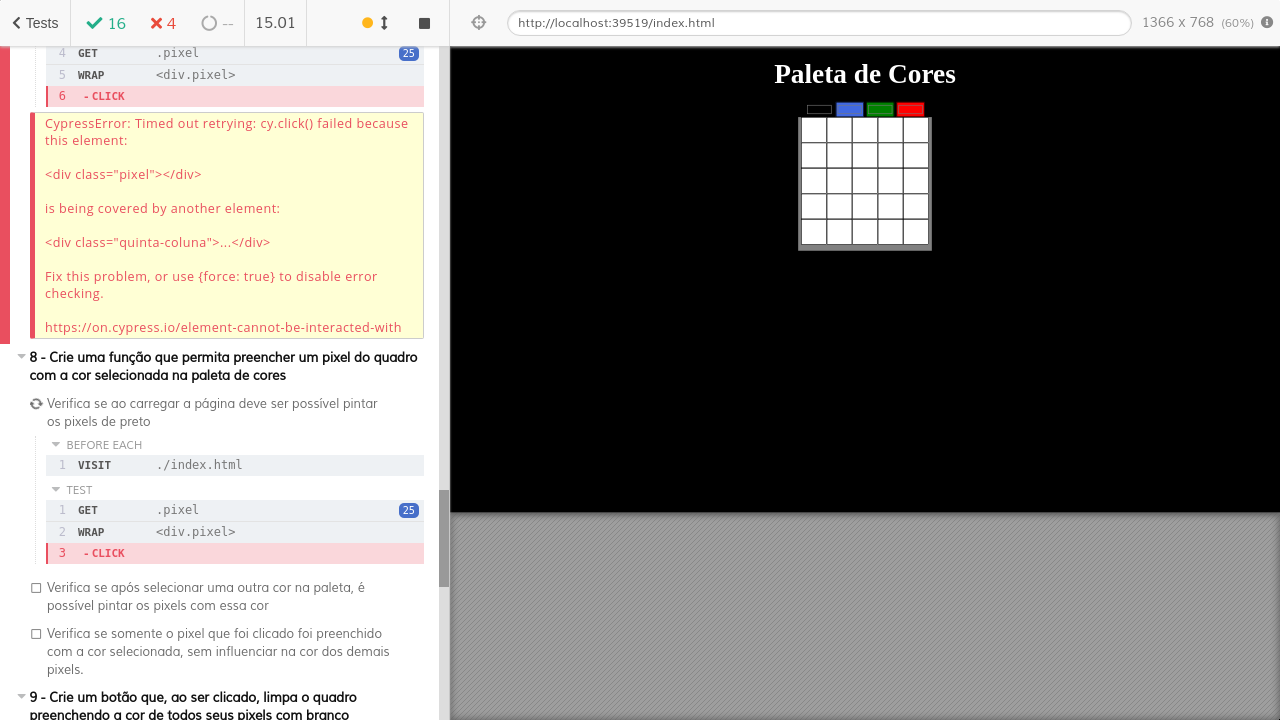 Tests 16 4 -- 15.01 http://localhost:39519/index.html 1366 x 768 (60%)
4 GET .pixel 25
5 WRAP <div.pixel>
6 - CLICK
CypressError: Timed out retrying: cy.click() failed because
this element:
<div class="pixel"></div>
is being covered by another element:
<div class="quinta-coluna">...</div>
Fix this problem, or use {force: true} to disable error
checking.
https://on.cypress.io/element-cannot-be-interacted-with
8 - Crie uma função que permita preencher um pixel do quadro
com a cor selecionada na paleta de cores
Verifica se ao carregar a página deve ser possível pintar
os pixels de preto
BEFORE EACH
1 VISIT ./index.html
TEST
1 GET .pixel 25
2 WRAP <div.pixel>
3 - CLICK
Verifica se após selecionar uma outra cor na paleta, é
possível pintar os pixels com essa cor
Verifica se somente o pixel que foi clicado foi preenchido
com a cor selecionada, sem influenciar na cor dos demais
pixels.
9 - Crie um botão que, ao ser clicado, limpa o quadro
preenchendo a cor de todos seus pixels com branco
Paleta de Cores